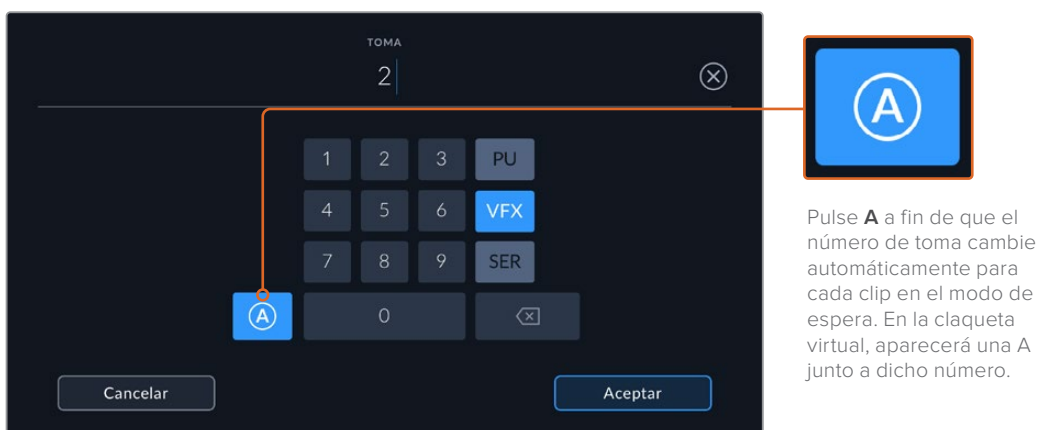 TOMA
2
1 2 3 PU
4 5 6 VFX
7 8 9 SER
A 0
Cancelar Aceptar
A
Pulse A a fin de que el
número de toma cambie
automáticamente para
cada clip en el modo de
espera. En la claqueta
virtual, aparecerá una A
junto a dicho número.